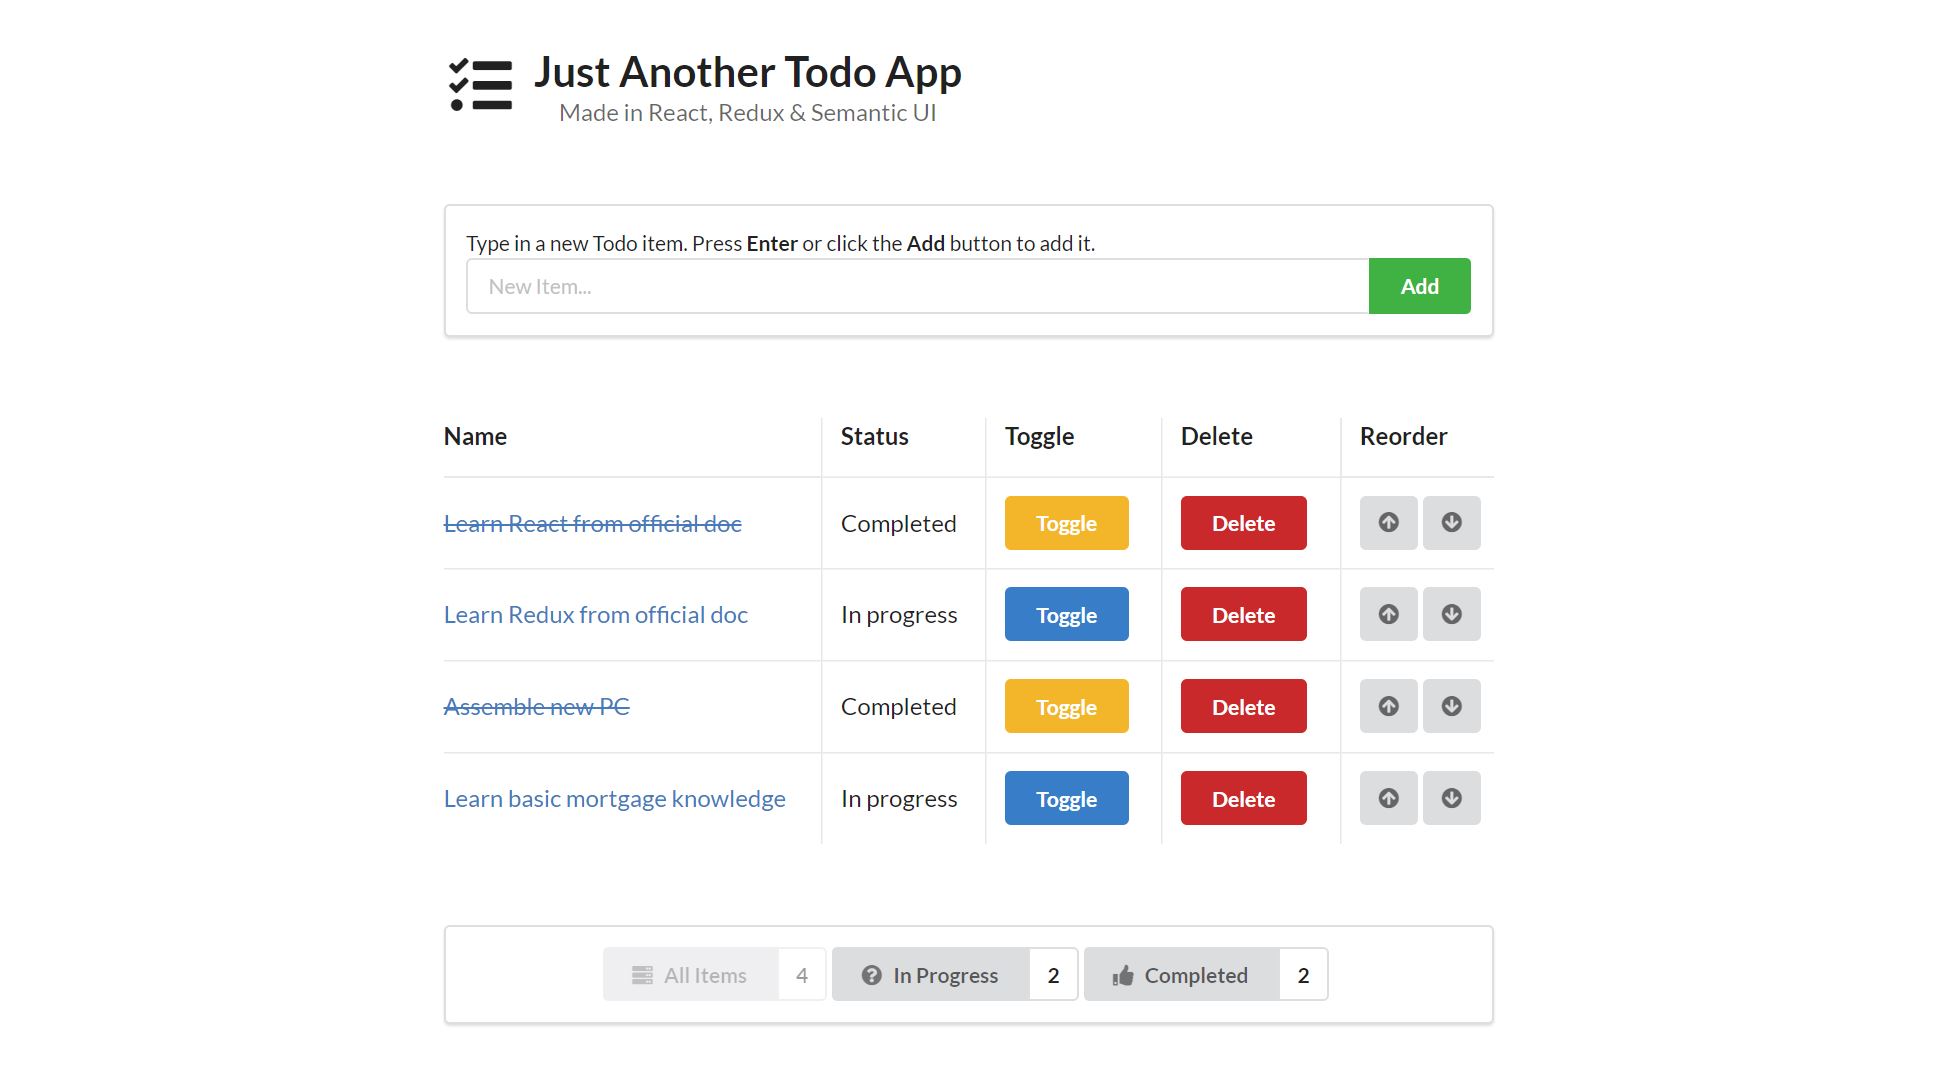 Just Another Todo App
Made in React, Redux & Semantic UI
Type in a new Todo item. Press Enter or click the Add button to add it.
New Item... Add
Name Status Toggle Delete Reorder
Learn React from official doc Completed Toggle Delete
Learn Redux from official doc In progress Toggle Delete
Assemble new PC Completed Toggle Delete
Learn basic mortgage knowledge In progress Toggle Delete
All Items 4 In Progress 2 Completed 2